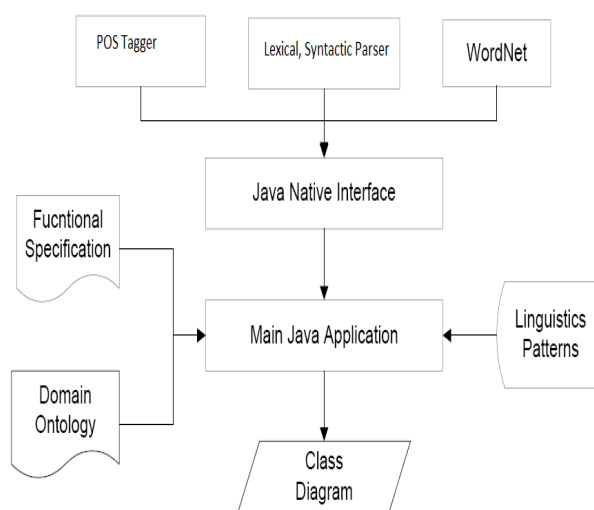 POS Tagger
Lexical, Syntactic Parser
WordNet
Java Native Interface
Fucntional
Specification
Main Java Application
Linguistics
Patterns
Domain
Ontology
Class
Diagram